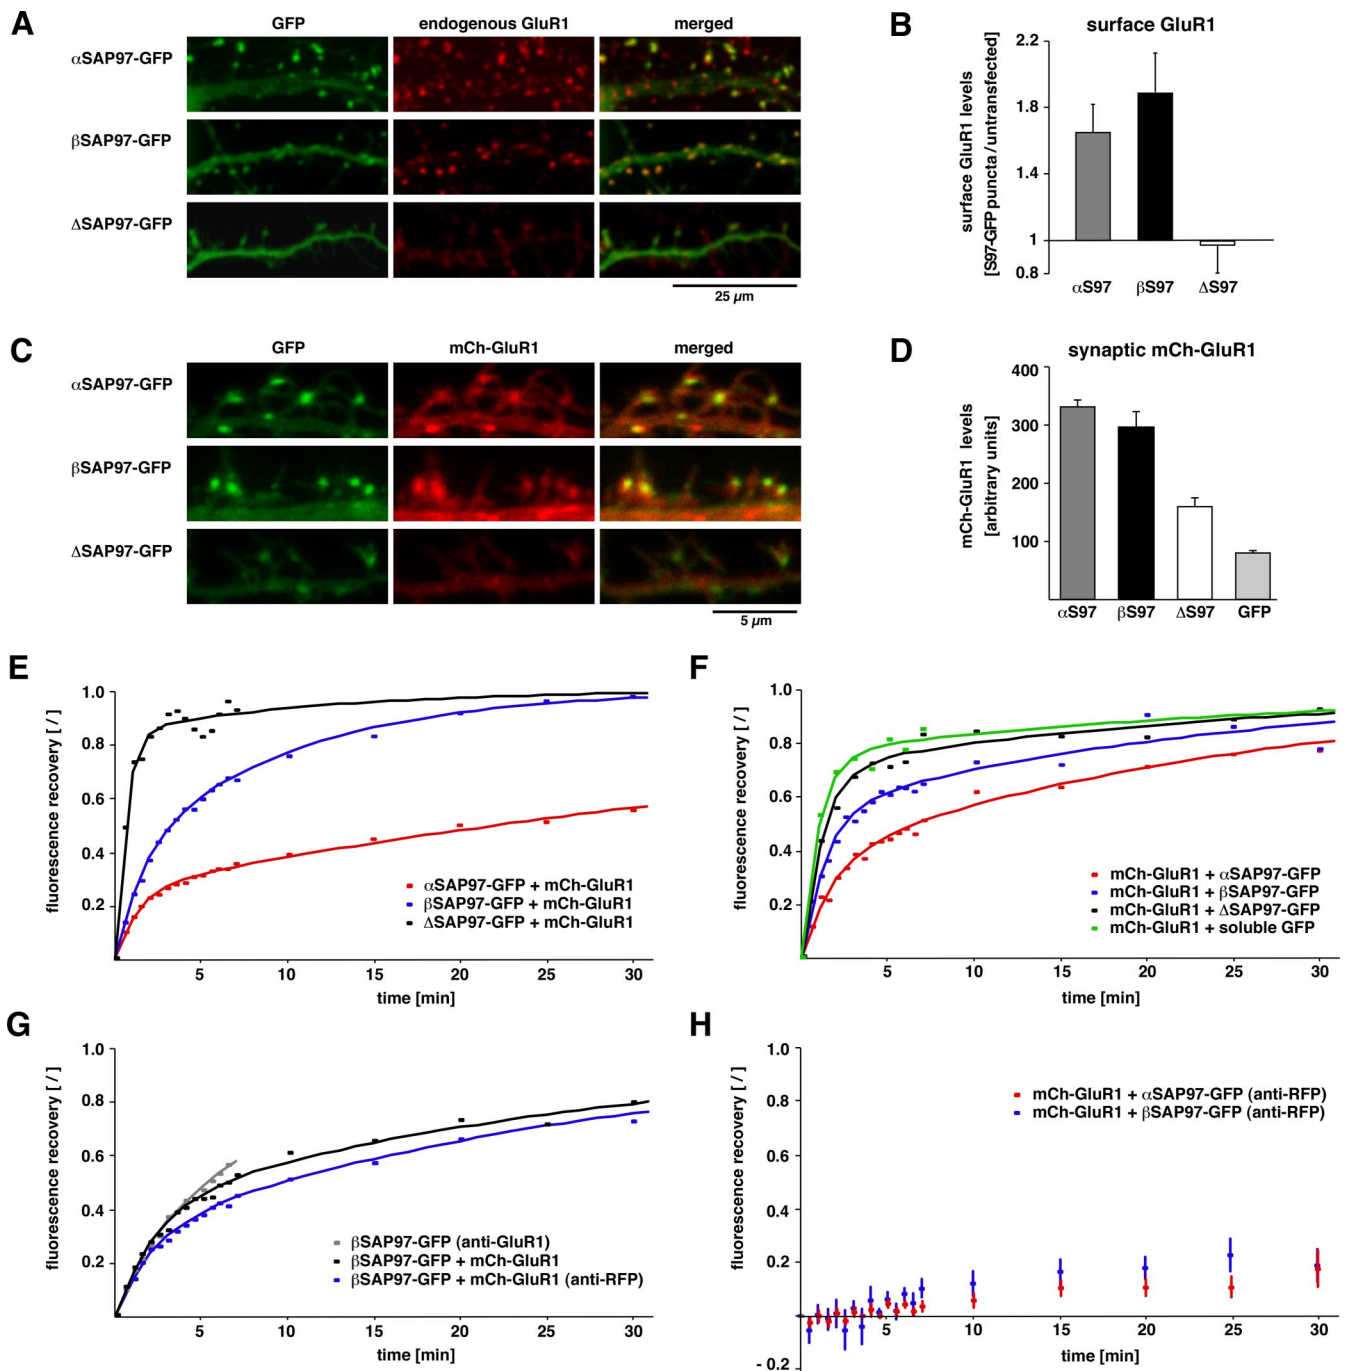 A
GFP
endogenous GluR1
merged
αSAP97-GFP
βSAP97-GFP
ΔSAP97-GFP
25 µm
B
surface GluR1
surface GluR1 levels
[S97-GFP puncta / untransfected]
2.2
1.8
1.4
1
0.8
αS97
βS97
ΔS97
C
GFP
mCh-GluR1
merged
αSAP97-GFP
βSAP97-GFP
ΔSAP97-GFP
5 µm
D
synaptic mCh-GluR1
mCh-GluR1 levels
[arbitrary units]
400
300
200
100
αS97
βS97
ΔS97
GFP
E
fluorescence recovery [ / ]
1.0
0.8
0.6
0.4
0.2
αSAP97-GFP + mCh-GluR1
βSAP97-GFP + mCh-GluR1
ΔSAP97-GFP + mCh-GluR1
5 10 15 20 25 30
time [min]
F
fluorescence recovery [ / ]
1.0
0.8
0.6
0.4
0.2
mCh-GluR1 + αSAP97-GFP
mCh-GluR1 + βSAP97-GFP
mCh-GluR1 + ΔSAP97-GFP
mCh-GluR1 + soluble GFP
5 10 15 20 25 30
time [min]
G
fluorescence recovery [ / ]
1.0
0.8
0.6
0.4
0.2
βSAP97-GFP (anti-GluR1)
βSAP97-GFP + mCh-GluR1
βSAP97-GFP + mCh-GluR1 (anti-RFP)
5 10 15 20 25 30
time [min]
H
fluorescence recovery [ / ]
1.0
0.8
0.6
0.4
0.2
- 0.2
mCh-GluR1 + αSAP97-GFP (anti-RFP)
mCh-GluR1 + βSAP97-GFP (anti-RFP)
5 10 15 20 25 30
time [min]